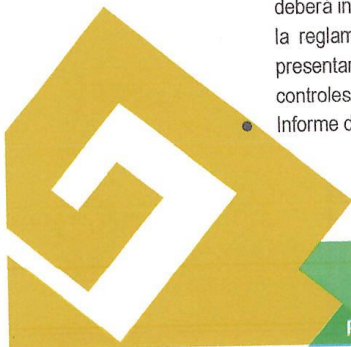 deberá in
la reglam
presentar
controles
Informe d